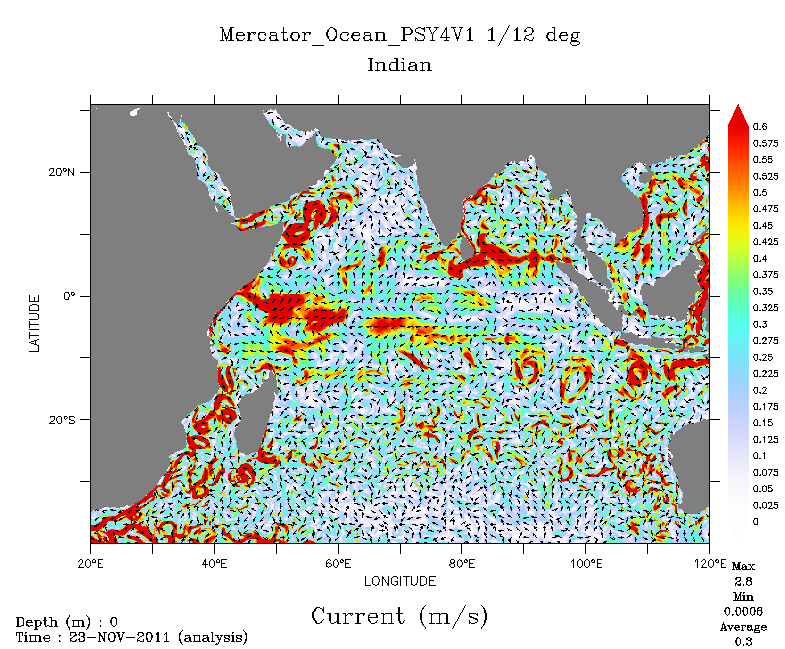 Mercator_Ocean_PSY4V1 1/12 deg
Indian
20°N
0°
20°S
LATITUDE
20°E
40°E
60°E
80°E
100°E
120°E
LONGITUDE
0.6
0.575
0.55
0.525
0.5
0.475
0.45
0.425
0.4
0.375
0.35
0.325
0.3
0.275
0.25
0.225
0.2
0.175
0.15
0.125
0.1
0.075
0.05
0.025
0
Max
2.8
Min
0.0006
Average
0.3
Current (m/s)
Depth (m) : 0
Time : 23-NOV-2011 (analysis)